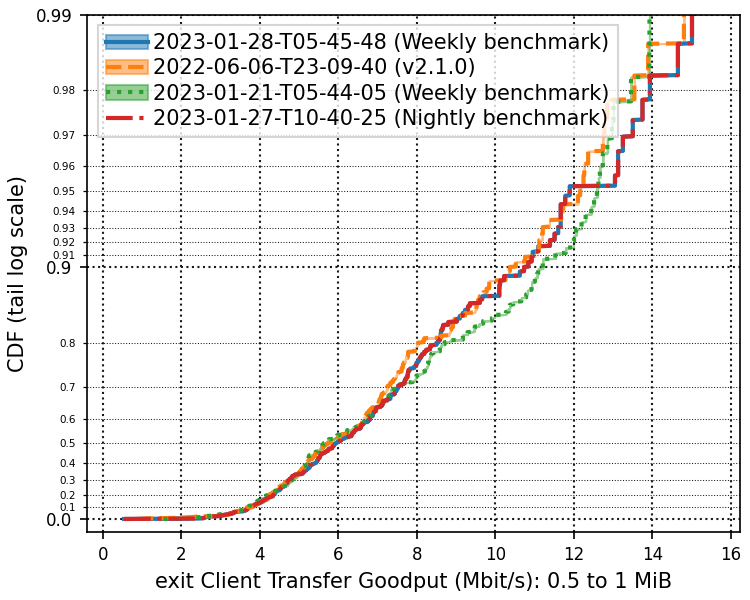 0.99
2023-01-28-T05-45-48 (Weekly benchmark)
2022-06-06-T23-09-40 (v2.1.0)
2023-01-21-T05-44-05 (Weekly benchmark)
2023-01-27-T10-40-25 (Nightly benchmark)
0.98
0.97
0.96
0.95
0.94
0.93
0.92
0.91
0.9
0.8
0.7
0.6
0.5
0.4
0.3
0.2
0.1
0.0
CDF (tail log scale)
0 2 4 6 8 10 12 14 16
exit Client Transfer Goodput (Mbit/s): 0.5 to 1 MiB